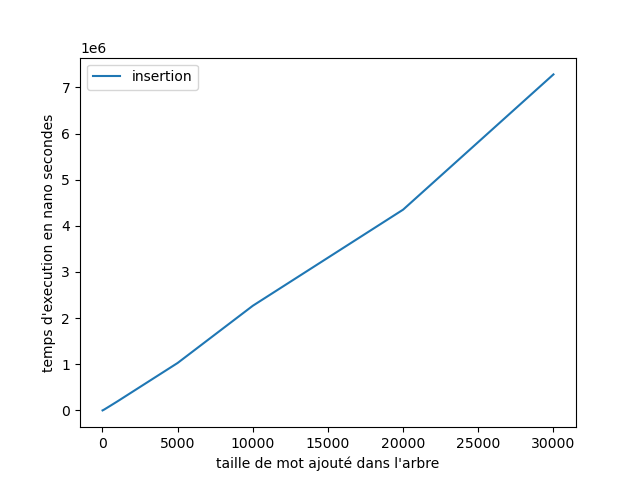 1e6
insertion
7
6
5
4
3
2
1
0
temps d'execution en nano secondes
0 5000 10000 15000 20000 25000 30000
taille de mot ajouté dans l'arbre